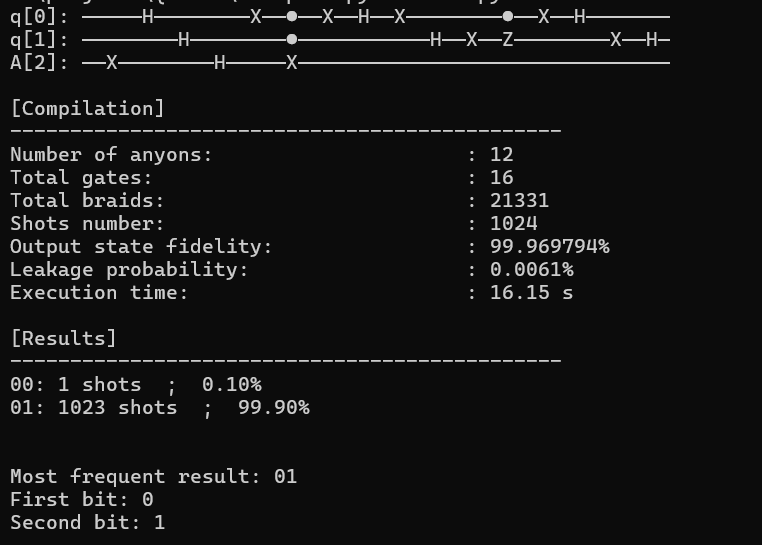 q[0]: ─────H────────X──●──X──H──X────────●──X──H───────
q[1]: ────────H────────●───────────H──X──Z────────X──H─
A[2]: ──X────────H─────X───────────────────────────────
[Compilation]
----------------------------------------------
Number of anyons: : 12
Total gates: : 16
Total braids: : 21331
Shots number: : 1024
Output state fidelity: : 99.969794%
Leakage probability: : 0.0061%
Execution time: : 16.15 s
[Results]
----------------------------------------------
00: 1 shots  ;  0.10%
01: 1023 shots  ;  99.90%
Most frequent result: 01
First bit: 0
Second bit: 1